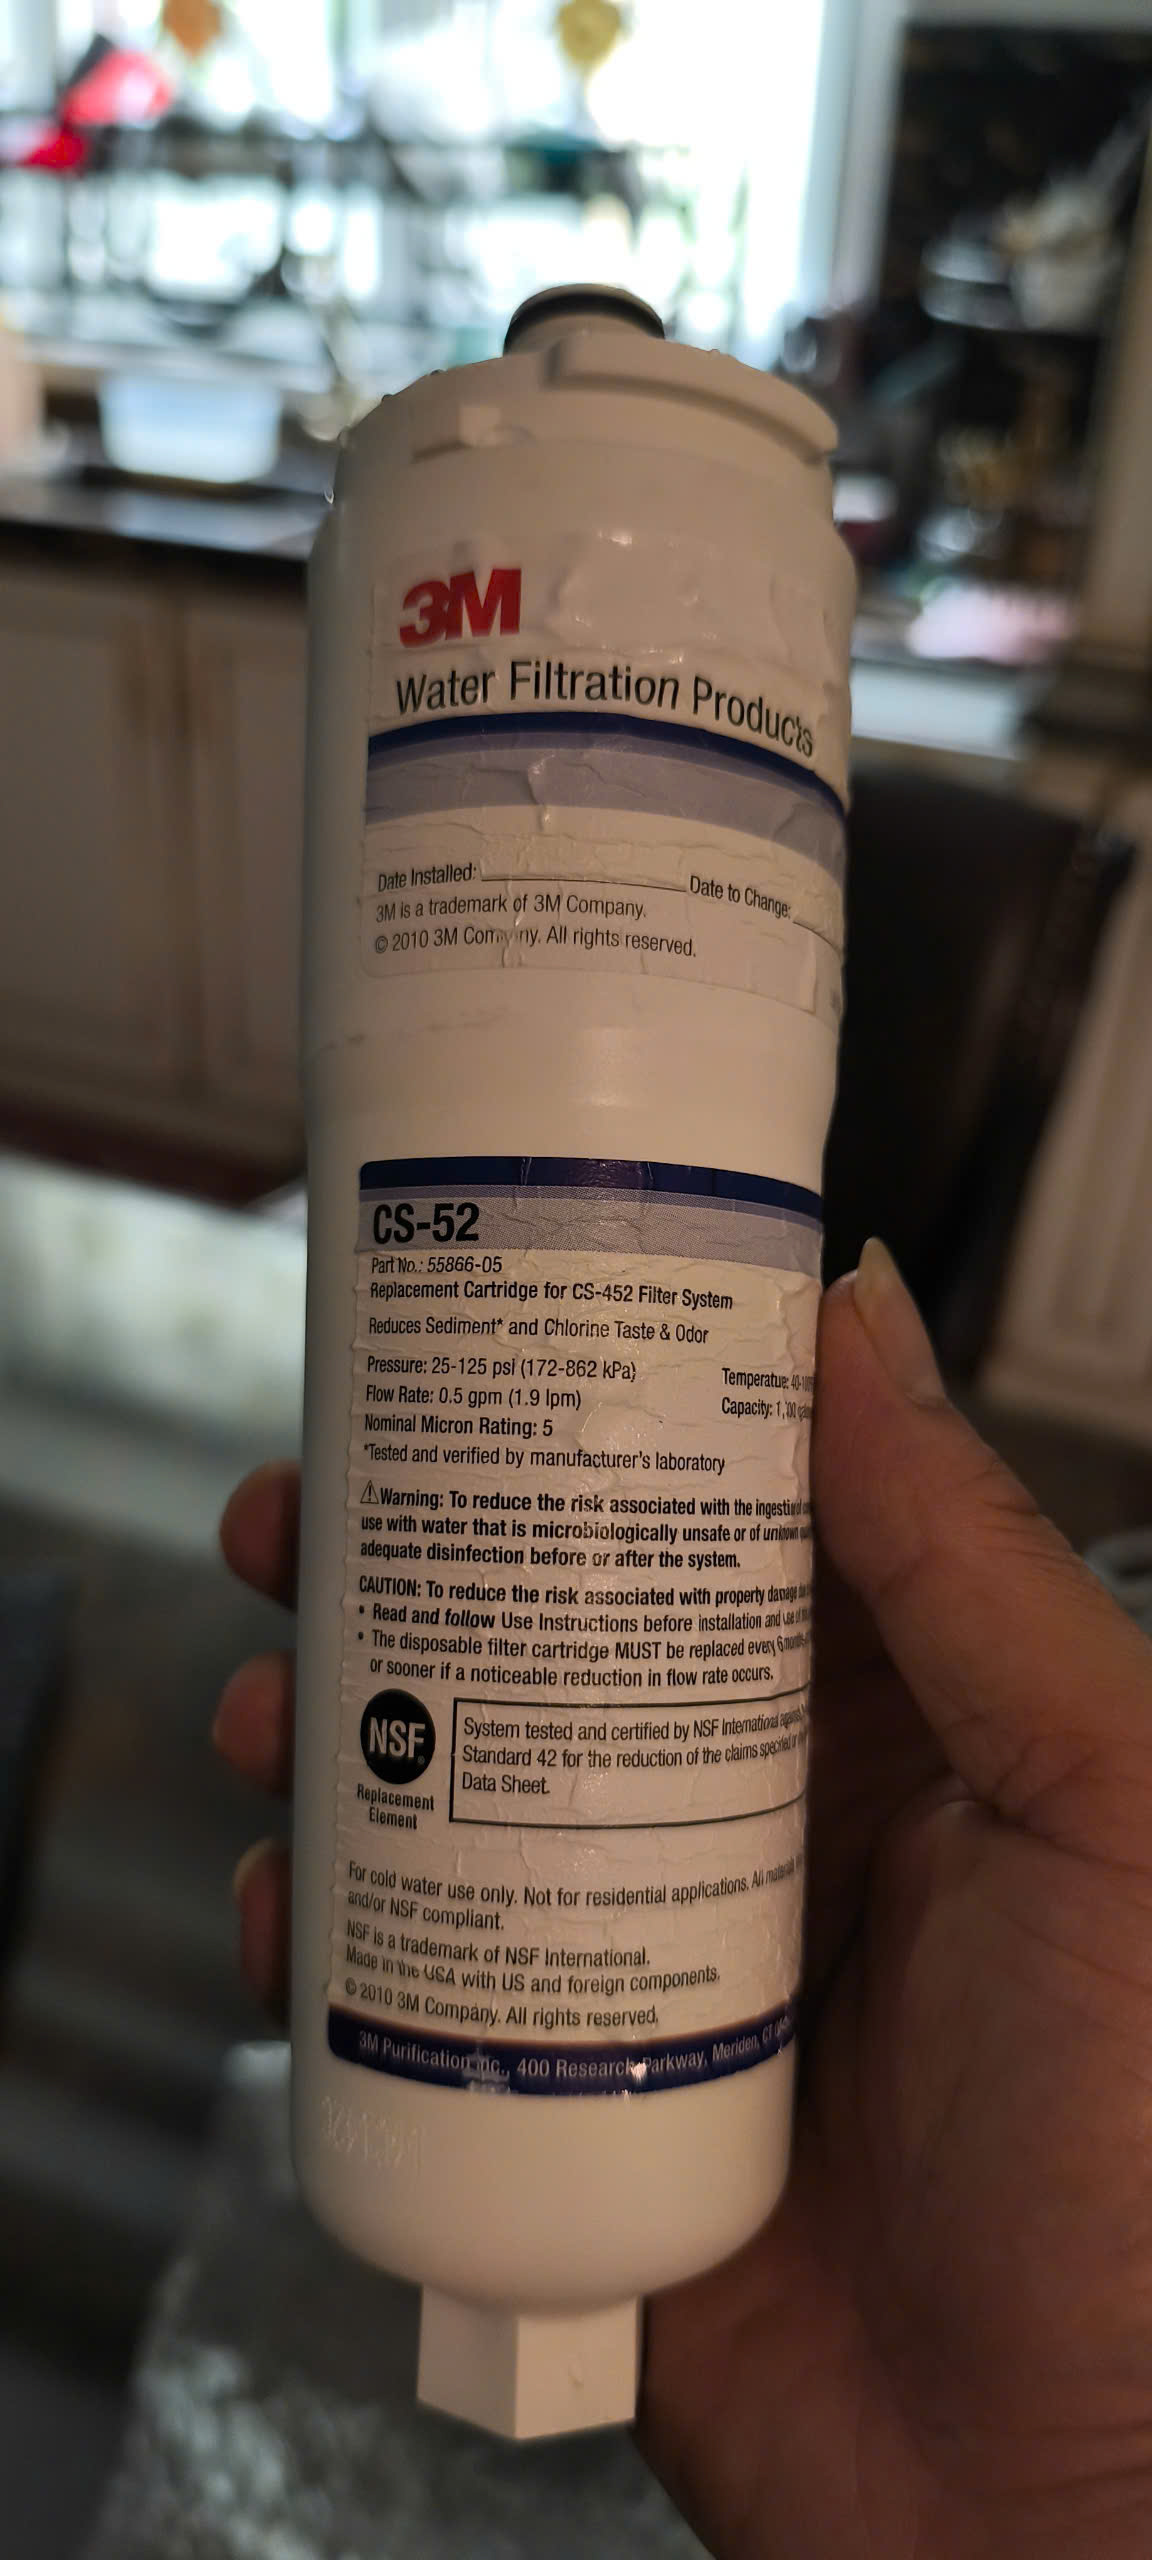 3M
Water Filtration Products
Date Installed: Date to Change:
3M is a trademark of 3M Company.
© 2010 3M Company. All rights reserved.
CS-52
Part No.: 55866-05
Replacement Cartridge for CS-452 Filter System
Reduces Sediment* and Chlorine Taste & Odor
Pressure: 25-125 psi (172-862 kPa) Temperatue:
Flow Rate: 0.5 gpm (1.9 lpm) Capacity:
Nominal Micron Rating: 5
*Tested and verified by manufacturer's laboratory
⚠Warning: To reduce the risk associated with the
use with water that is microbiologically unsafe or of unknown
adequate disinfection before or after the system.
CAUTION: To reduce the risk associated with property damage
• Read and follow Use Instructions before installation and use
• The disposable filter cartridge MUST be replaced every 6
or sooner if a noticeable reduction in flow rate occurs.
NSF®
Replacement
Element
System tested and certified by NSF International against
Standard 42 for the reduction of the claims specified
Data Sheet.
For cold water use only. Not for residential applications. All
and/or NSF compliant.
NSF is a trademark of NSF International.
Made in the USA with US and foreign components.
© 2010 3M Company. All rights reserved.
3M Purification Inc., 400 Research Parkway, Meriden, CT